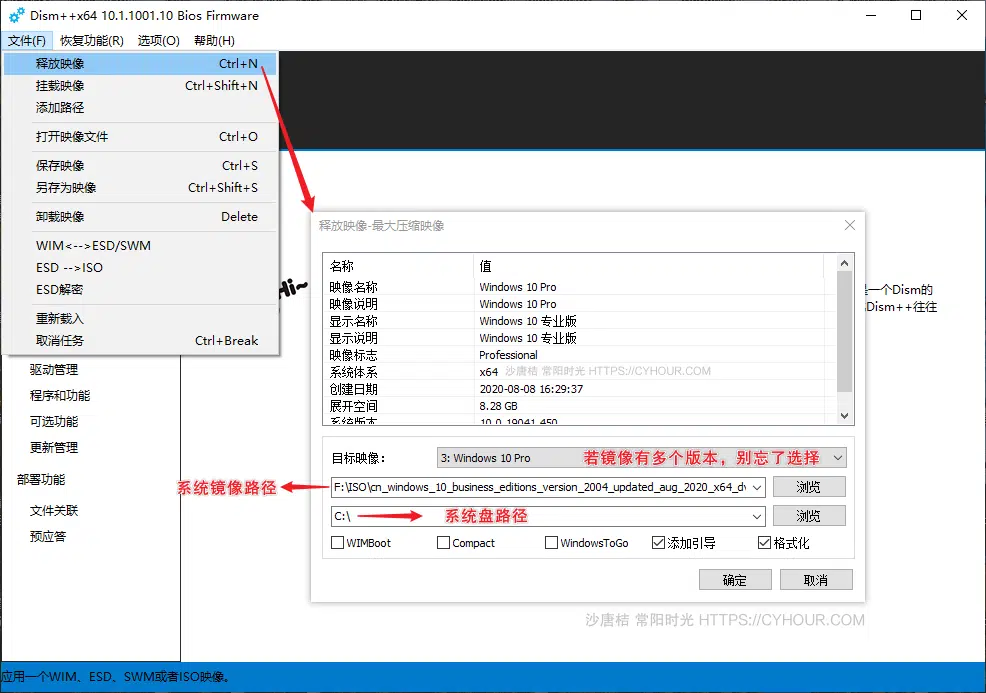 Dism++x64 10.1.1001.10 Bios Firmware
文件(F) 恢复功能(R) 选项(O) 帮助(H)
释放映像 Ctrl+N
挂载映像 Ctrl+Shift+N
添加路径
打开映像文件 Ctrl+O
保存映像 Ctrl+S
另存为映像 Ctrl+Shift+S
卸载映像 Delete
WIM<-->ESD/SWM
ESD -->ISO
ESD解密
重新载入
取消任务 Ctrl+Break
驱动管理
程序和功能
可选功能
更新管理
部署功能
文件关联
预应答
Hi~
是一个Dism的
Dism++往往
释放映像-最大压缩映像
名称 值
映像名称 Windows 10 Pro
映像说明 Windows 10 Pro
显示名称 Windows 10 专业版
显示说明 Windows 10 专业版
映像标志 Professional
系统体系 x64
沙唐桔 常阳时光 HTTPS://CYHOUR.COM
创建日期 2020-08-08 16:29:37
展开空间 8.28 GB
系统版本 10.0.19041.450
目标映像： 3: Windows 10 Pro 若镜像有多个版本，别忘了选择
系统镜像路径 F:\ISO\cn_windows_10_business_editions_version_2004_updated_aug_2020_x64_dv 浏览
C:\ 系统盘路径 浏览
WIMBoot Compact WindowsToGo 添加引导 格式化
确定 取消
沙唐桔 常阳时光 HTTPS://CYHOUR.COM
应用一个WIM、ESD、SWM或者ISO映像。